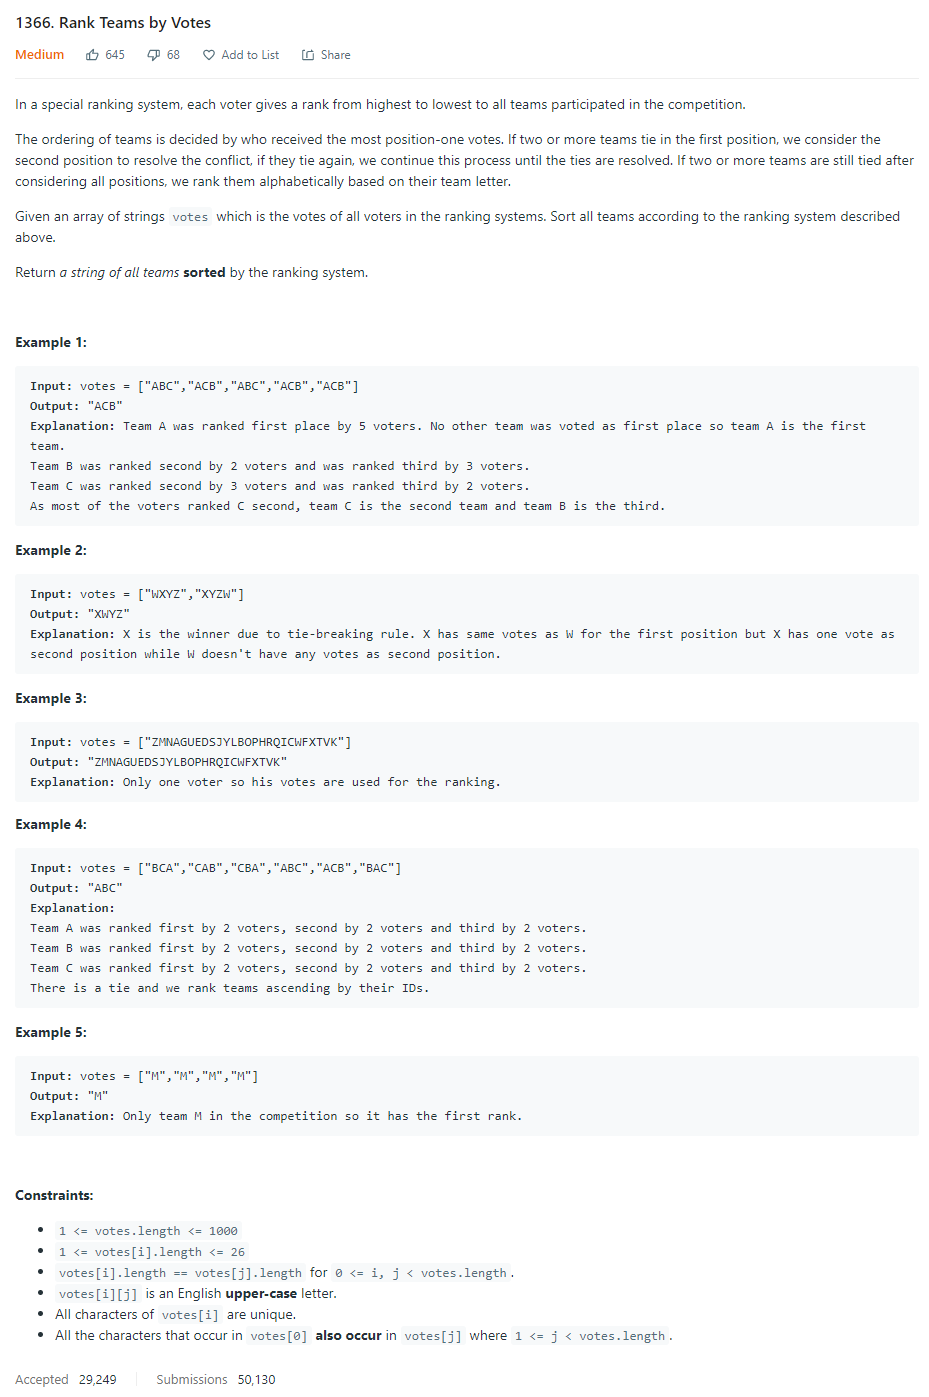 1366. Rank Teams by Votes
Medium 645 68 Add to List Share
In a special ranking system, each voter gives a rank from highest to lowest to all teams participated in the competition.
The ordering of teams is decided by who received the most position-one votes. If two or more teams tie in the first position, we consider the
second position to resolve the conflict, if they tie again, we continue this process until the ties are resolved. If two or more teams are still tied after
considering all positions, we rank them alphabetically based on their team letter.
Given an array of strings votes which is the votes of all voters in the ranking systems. Sort all teams according to the ranking system described
above.
Return a string of all teams sorted by the ranking system.
Example 1:
Input: votes = ["ABC","ACB","ABC","ACB","ACB"]
Output: "ACB"
Explanation: Team A was ranked first place by 5 voters. No other team was voted as first place so team A is the first
team.
Team B was ranked second by 2 voters and was ranked third by 3 voters.
Team C was ranked second by 3 voters and was ranked third by 2 voters.
As most of the voters ranked C second, team C is the second team and team B is the third.
Example 2:
Input: votes = ["WXYZ","XYZW"]
Output: "XWYZ"
Explanation: X is the winner due to tie-breaking rule. X has same votes as W for the first position but X has one vote as
second position while W doesn't have any votes as second position.
Example 3:
Input: votes = ["ZMNAGUEDSJYLBOPHRQICWFXTVK"]
Output: "ZMNAGUEDSJYLBOPHRQICWFXTVK"
Explanation: Only one voter so his votes are used for the ranking.
Example 4:
Input: votes = ["BCA","CAB","CBA","ABC","ACB","BAC"]
Output: "ABC"
Explanation:
Team A was ranked first by 2 voters, second by 2 voters and third by 2 voters.
Team B was ranked first by 2 voters, second by 2 voters and third by 2 voters.
Team C was ranked first by 2 voters, second by 2 voters and third by 2 voters.
There is a tie and we rank teams ascending by their IDs.
Example 5:
Input: votes = ["M","M","M","M"]
Output: "M"
Explanation: Only team M in the competition so it has the first rank.
Constraints:
• 1 <= votes.length <= 1000
• 1 <= votes[i].length <= 26
• votes[i].length == votes[j].length for 0 <= i, j < votes.length.
• votes[i][j] is an English upper-case letter.
• All characters of votes[i] are unique.
• All the characters that occur in votes[0] also occur in votes[j] where 1 <= j < votes.length.
Accepted 29,249 Submissions 50,130